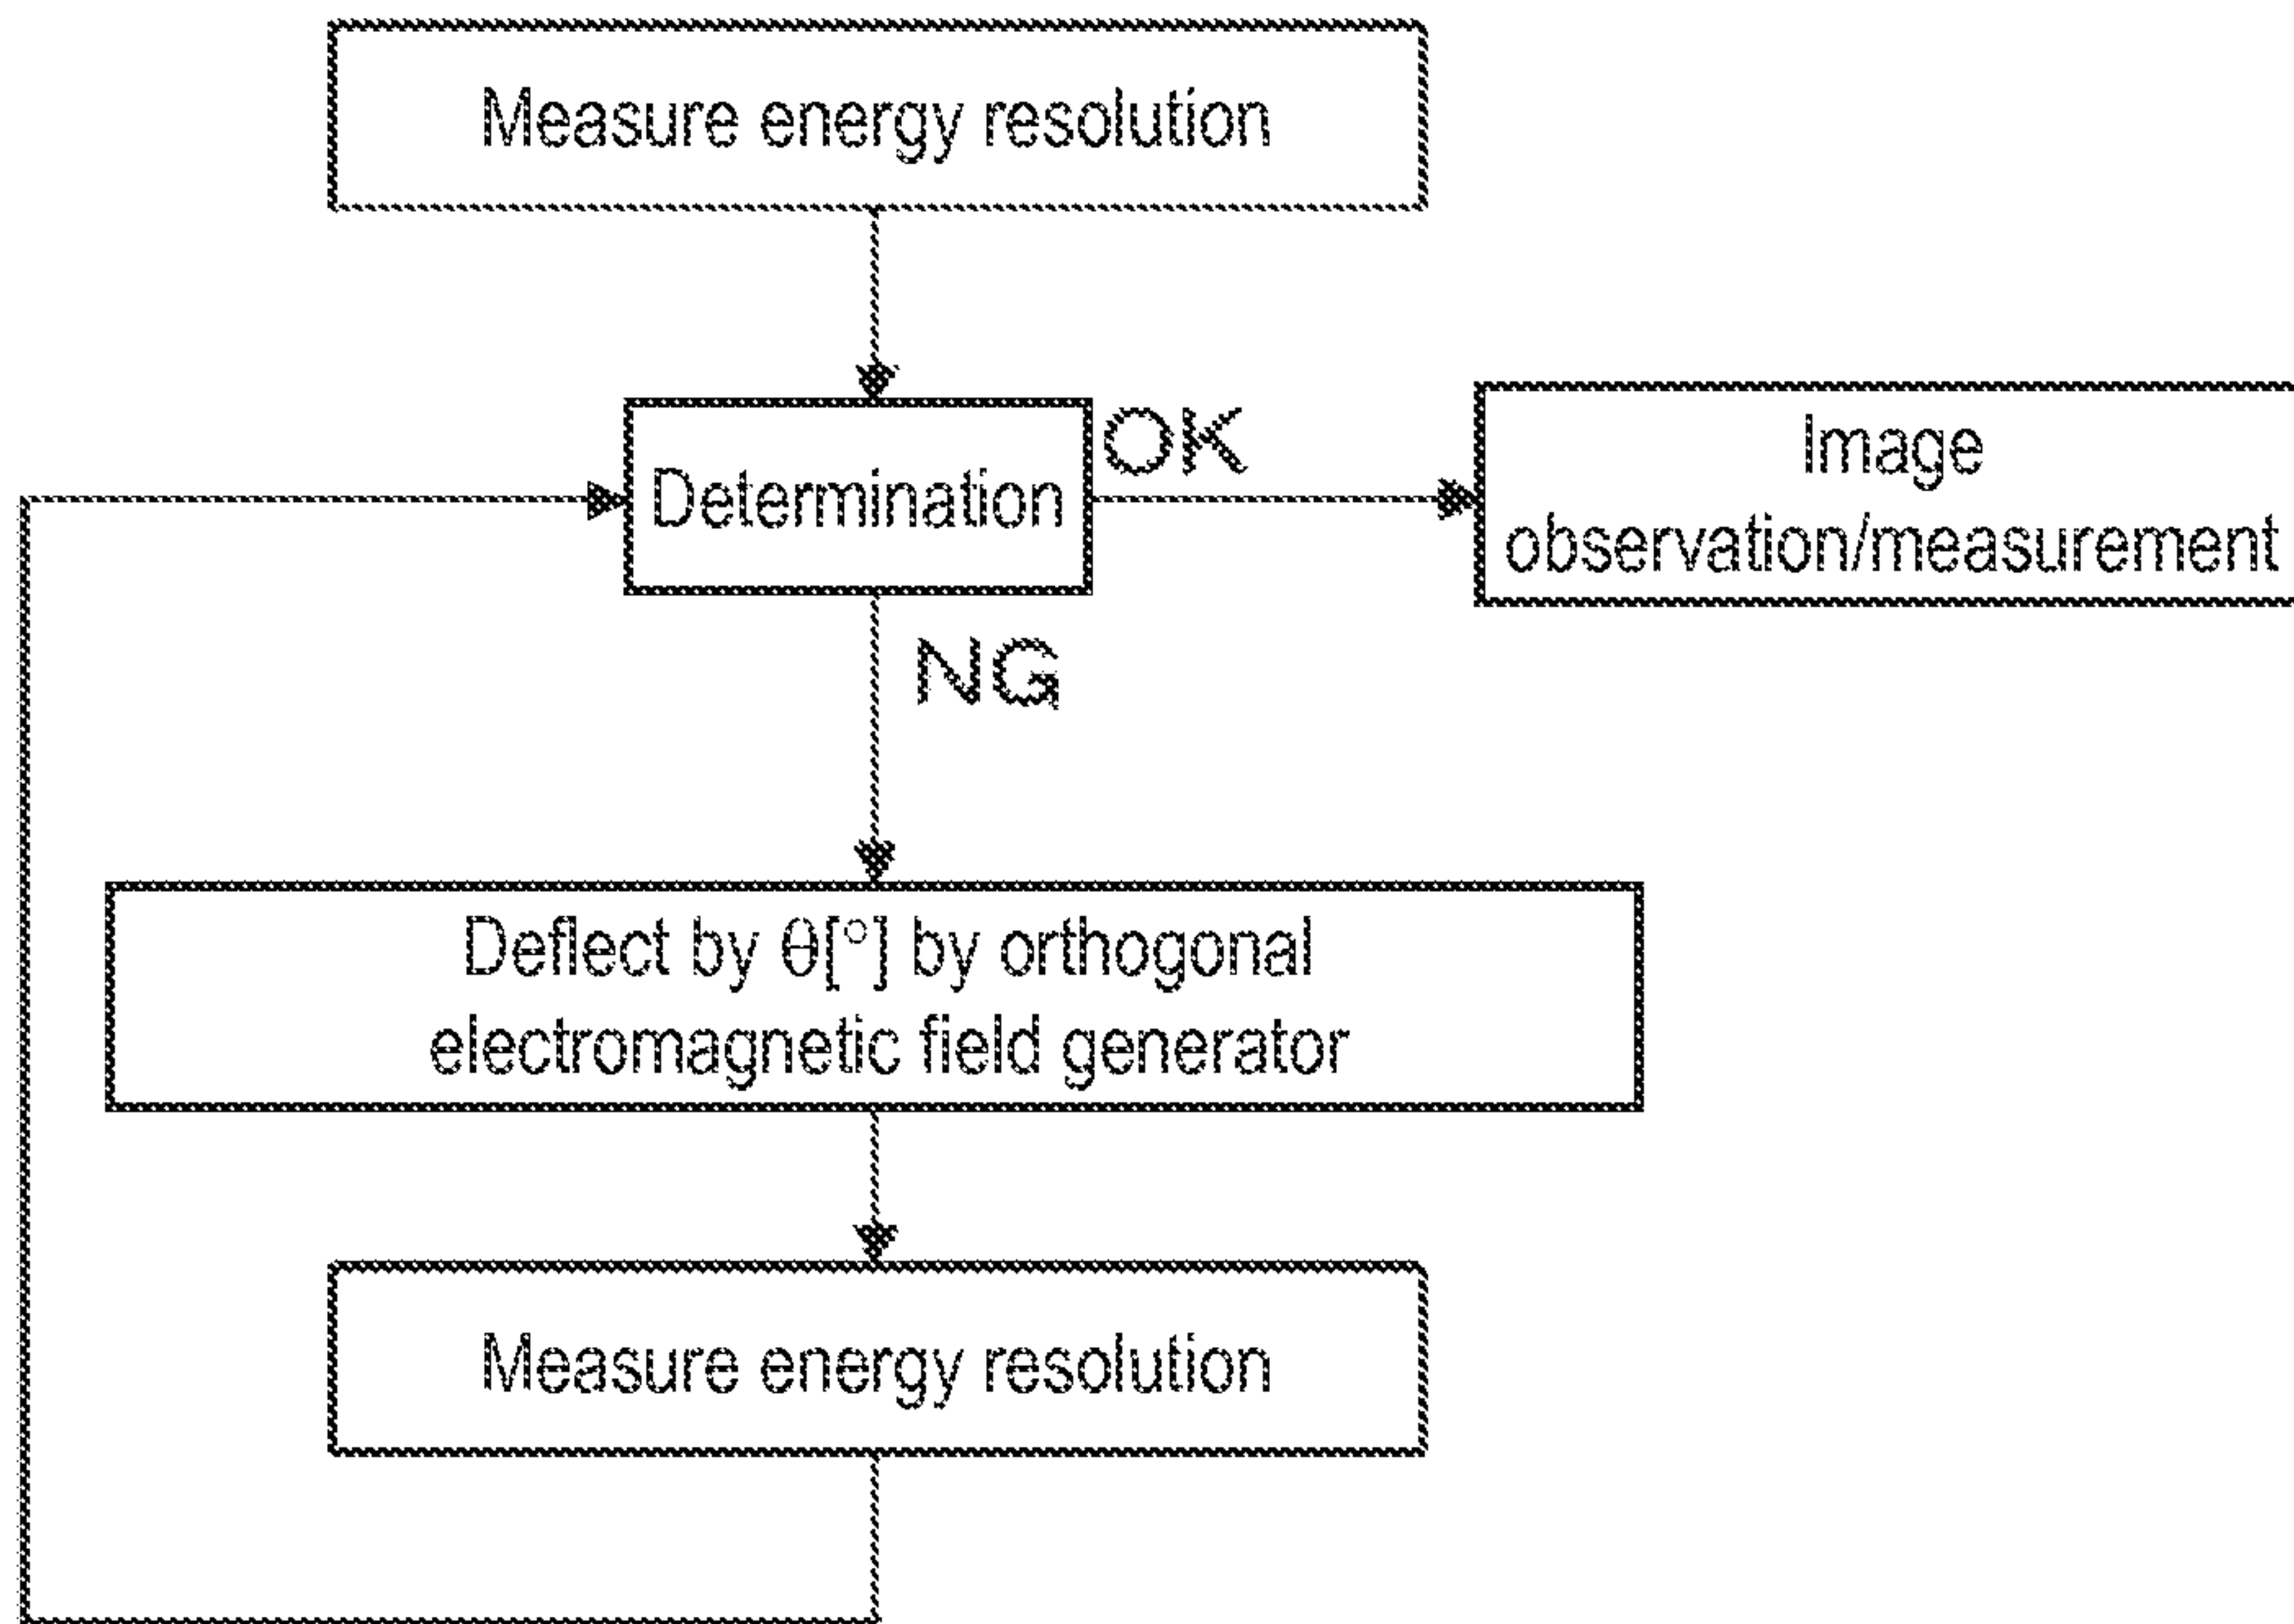 Measure energy resolution
Determination
OK
Image
observation/measurement
NG
Deflect by θ[°] by orthogonal
electromagnetic field generator
Measure energy resolution